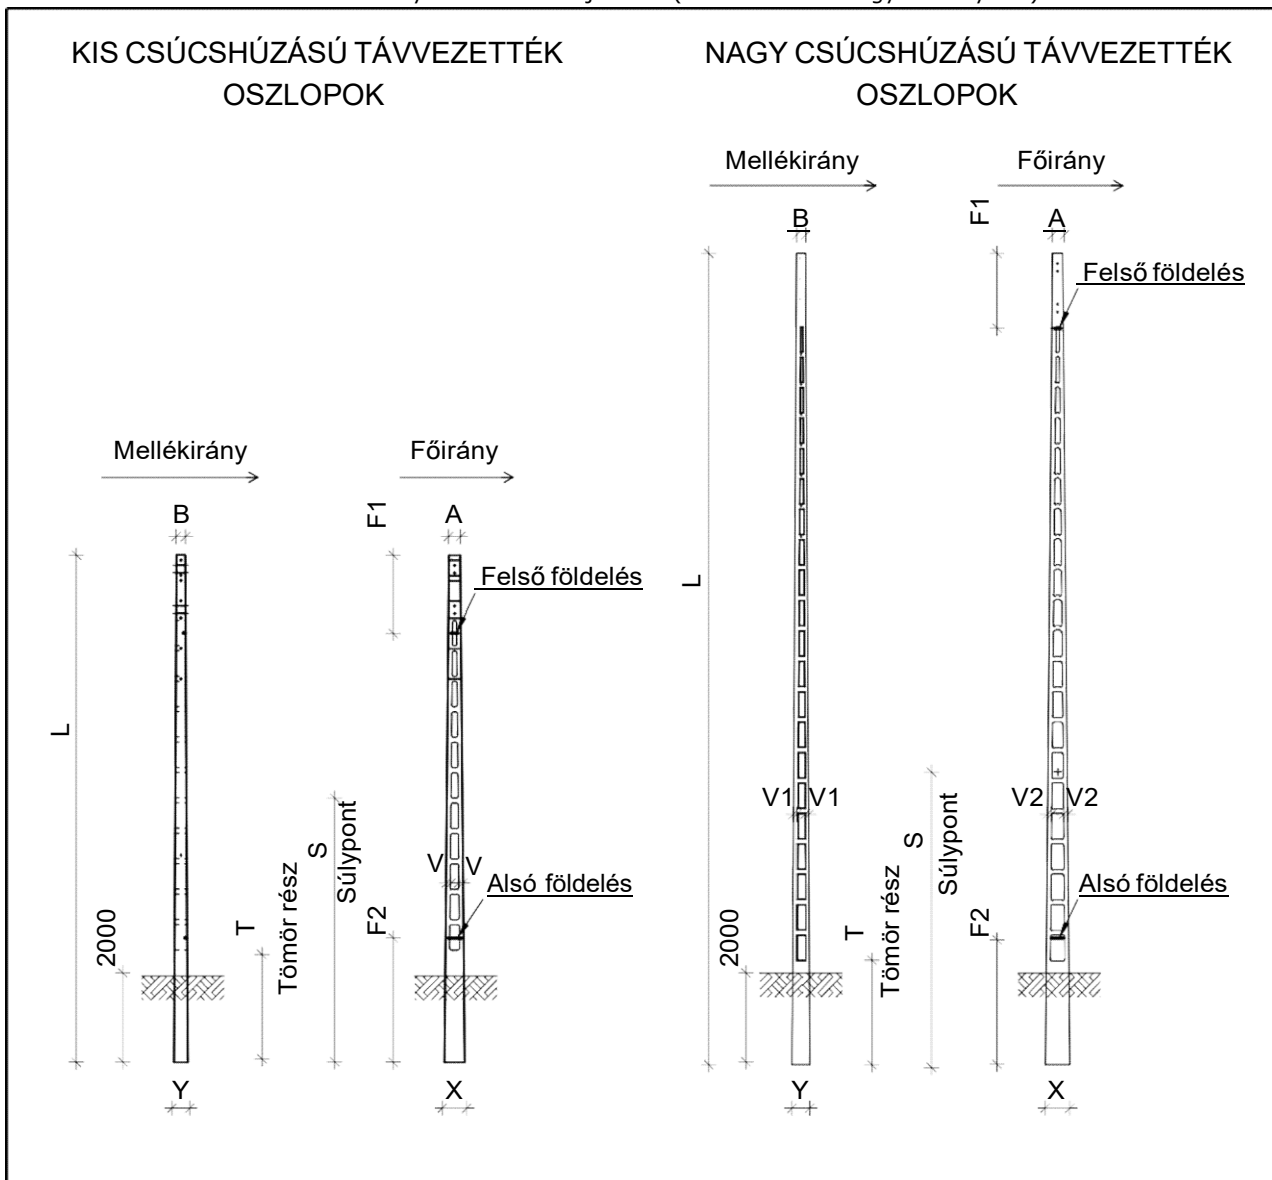 KIS CSÚCSHÚZÁSÚ TÁVVEZETTÉK
OSZLOPOK
NAGY CSÚCSHÚZÁSÚ TÁVVEZETTÉK
OSZLOPOK
Mellékirány
Főirány
B
F1
A
Felső földelés
L
V1
V1
V2
V2
S
Súlypont
Alsó földelés
F2
T
Tömör rész
2000
Y
X
Mellékirány
Főirány
B
F1
A
Felső földelés
L
V
V
S
Súlypont
Alsó földelés
F2
T
Tömör rész
2000
Y
X